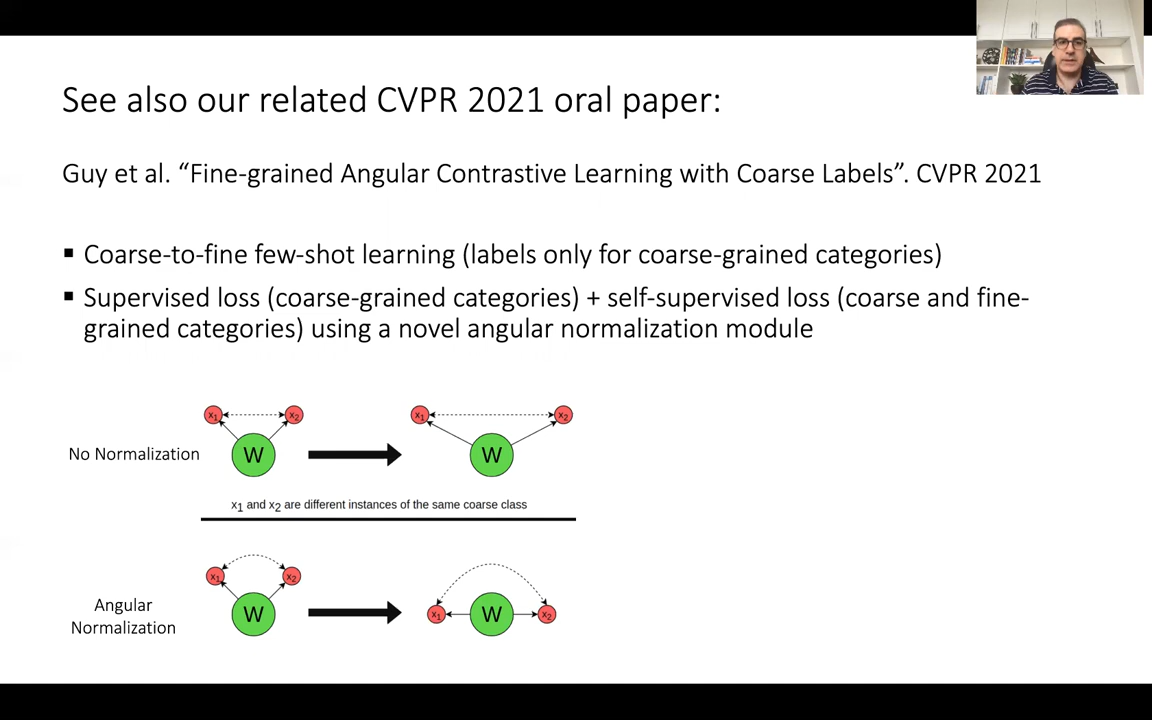 See also our related CVPR 2021 oral paper:
Guy et al. “Fine-grained Angular Contrastive Learning with Coarse Labels”. CVPR 2021
▪ Coarse-to-fine few-shot learning (labels only for coarse-grained categories)
▪ Supervised loss (coarse-grained categories) + self-supervised loss (coarse and fine-
grained categories) using a novel angular normalization module
x1 x2 x1 x2
No Normalization W W
x1 and x2 are different instances of the same coarse class
x1 x2
Angular
Normalization W x1 W x2